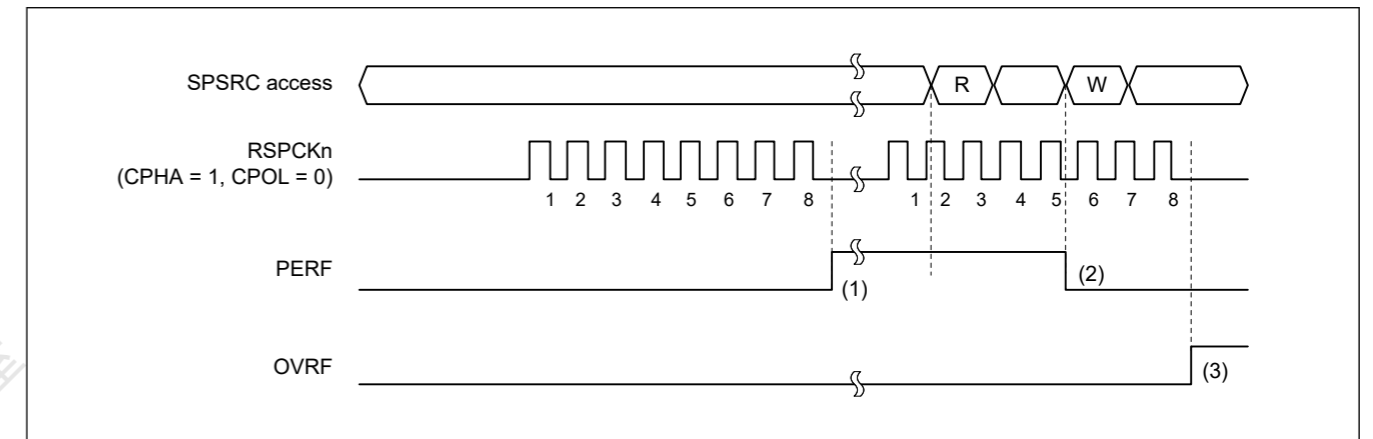 SPSRC access
R
W
RSPCKn
(CPHA = 1, CPOL = 0)
1 2 3 4 5 6 7 8 1 2 3 4 5 6 7 8
PERF
(1)
(2)
OVRF
(3)